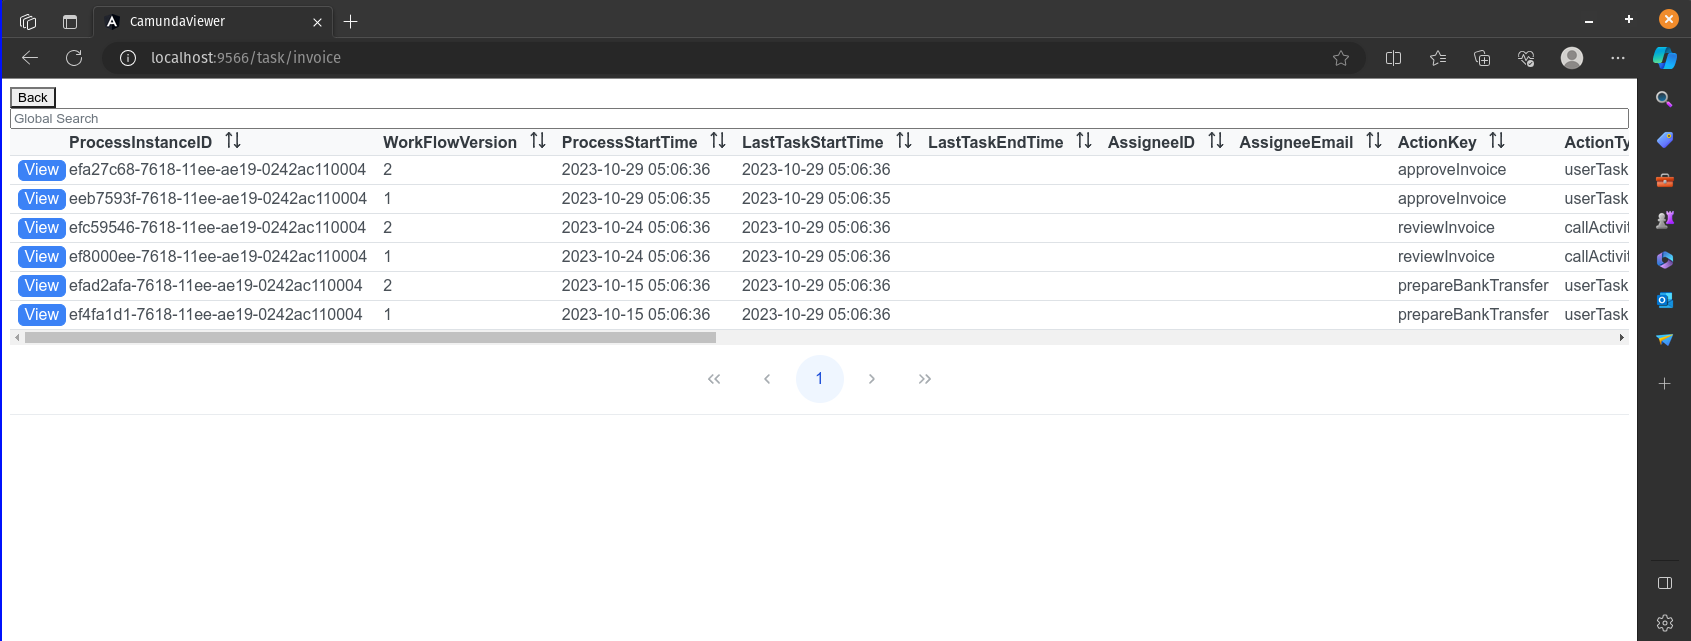 CamundaViewer
localhost:9566/task/invoice
Back
Global Search
ProcessInstanceID WorkFlowVersion ProcessStartTime LastTaskStartTime LastTaskEndTime AssigneeID AssigneeEmail ActionKey ActionTy
View efa27c68-7618-11ee-ae19-0242ac110004 2 2023-10-29 05:06:36 2023-10-29 05:06:36 approveInvoice userTask
View eeb7593f-7618-11ee-ae19-0242ac110004 1 2023-10-29 05:06:35 2023-10-29 05:06:35 approveInvoice userTask
View efc59546-7618-11ee-ae19-0242ac110004 2 2023-10-24 05:06:36 2023-10-29 05:06:36 reviewInvoice callActivit
View ef8000ee-7618-11ee-ae19-0242ac110004 1 2023-10-24 05:06:36 2023-10-29 05:06:36 reviewInvoice callActivit
View efad2afa-7618-11ee-ae19-0242ac110004 2 2023-10-15 05:06:36 2023-10-29 05:06:36 prepareBankTransfer userTask
View ef4fa1d1-7618-11ee-ae19-0242ac110004 1 2023-10-15 05:06:36 2023-10-29 05:06:36 prepareBankTransfer userTask
1